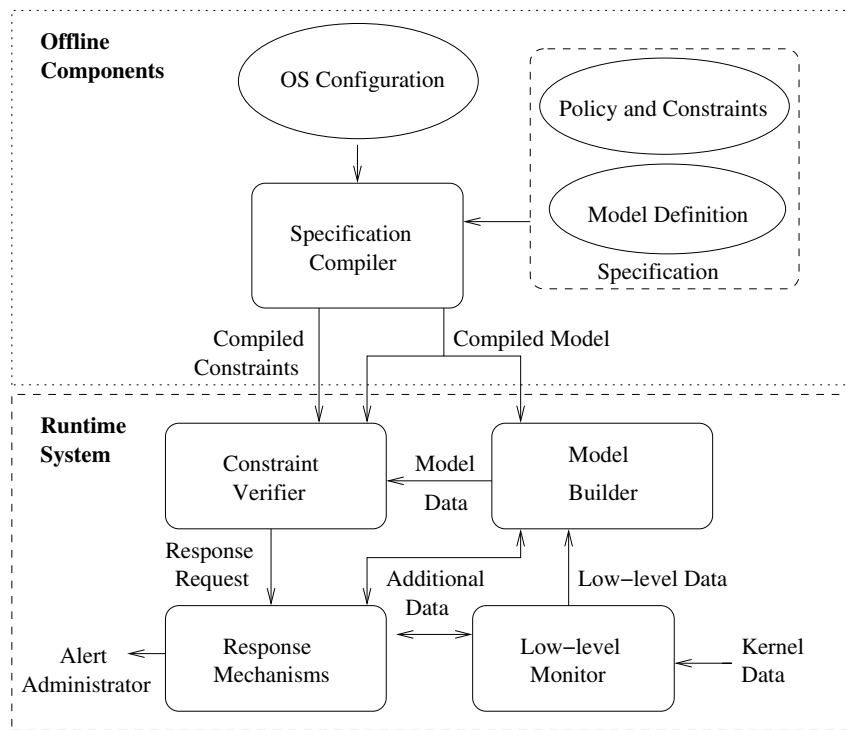 Offline
Components
OS Configuration
Policy and Constraints
Model Definition
Specification
Specification
Compiler
Compiled
Constraints
Compiled Model
Runtime
System
Constraint
Verifier
Model
Data
Model
Builder
Response
Request
Additional
Data
Low−level Data
Alert
Administrator
Response
Mechanisms
Low−level
Monitor
Kernel
Data